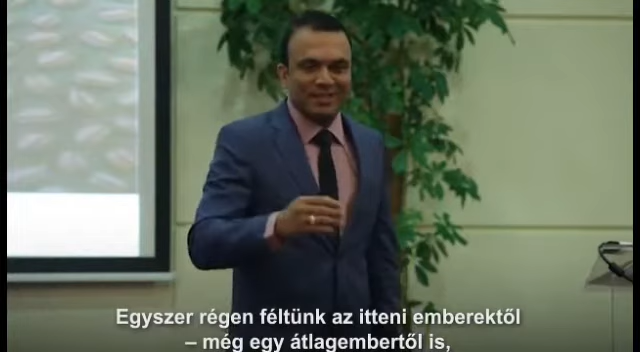 Egyszer régen féltünk az itteni emberektől
– még egy átlagembertől is,